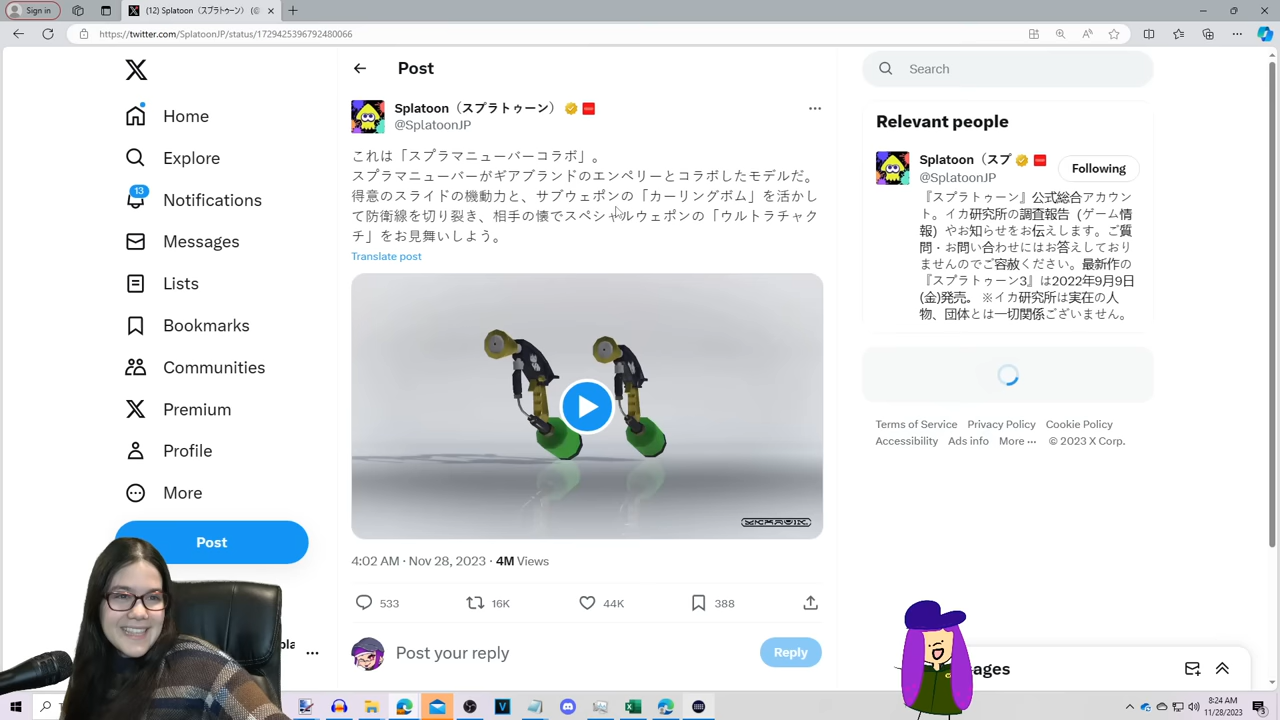 Sign in
(12) Splatoon (スプラトゥーン) (@
https://twitter.com/SplatoonJP/status/1729425396792480066
Home
Explore
13
Notifications
Messages
Lists
Bookmarks
Communities
Premium
Profile
More
Post
Post
Splatoon（スプラトゥーン）
@SplatoonJP
これは「スプラマニューバーコラボ」。
スプラマニューバーがギアブランドのエンペリーとコラボしたモデルだ。
得意のスライドの機動力と、サブウェポンの「カーリングボム」を活かし
て防衛線を切り裂き、相手の懐でスペシャルウェポンの「ウルトラチャク
チ」をお見舞いしよう。
Translate post
4:02 AM · Nov 28, 2023 · 4M Views
533
16K
44K
388
Post your reply
Reply
Search
Relevant people
Splatoon（スプ
@SplatoonJP
Following
『スプラトゥーン』公式総合アカウン
ト。イカ研究所の調査報告（ゲーム情
報）やお知らせをお伝えします。ご質
問・お問い合わせにはお答えしており
ませんのでご容赦ください。最新作の
『スプラトゥーン3』は2022年9月9日
(金)発売。 ※イカ研究所は実在の人
物、団体とは一切関係ございません。
Terms of Service Privacy Policy Cookie Policy
Accessibility Ads info More ··· © 2023 X Corp.
8:24 AM
11/28/2023